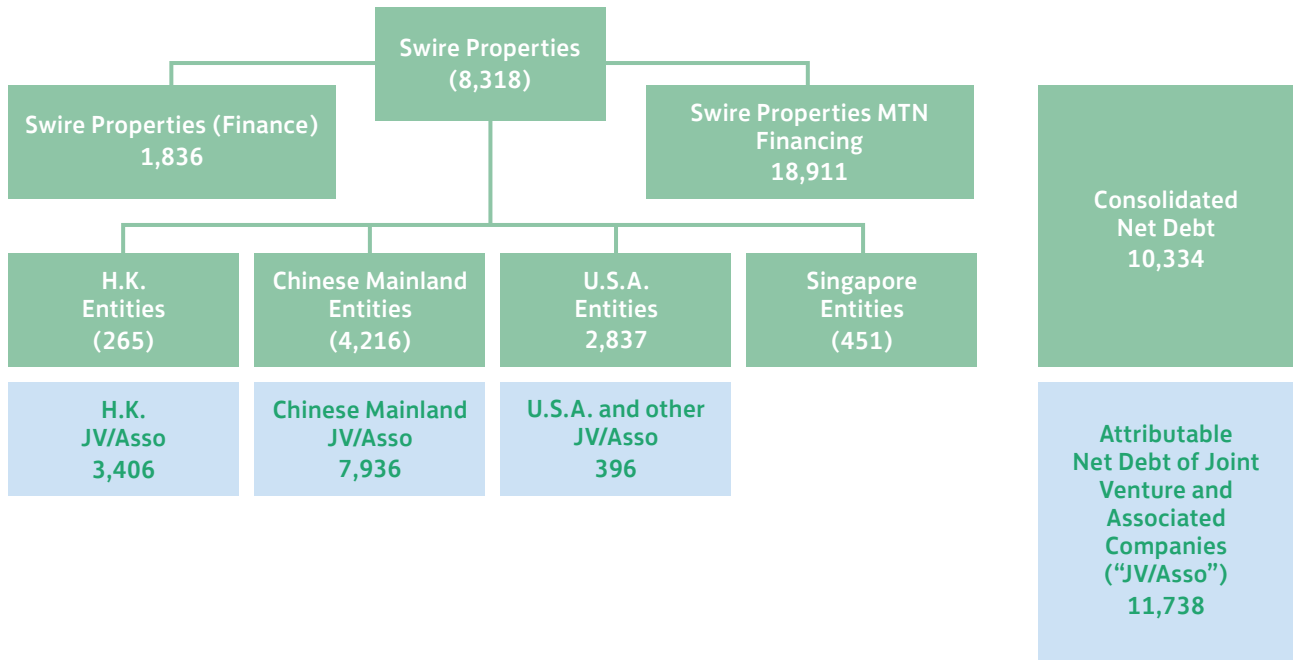 Swire Properties
(8,318)
Swire Properties (Finance)
1,836
Swire Properties MTN
Financing
18,911
Consolidated
Net Debt
10,334
H.K.
Entities
(265)
Chinese Mainland
Entities
(4,216)
U.S.A.
Entities
2,837
Singapore
Entities
(451)
H.K.
JV/Asso
3,406
Chinese Mainland
JV/Asso
7,936
U.S.A. and other
JV/Asso
396
Attributable
Net Debt of Joint
Venture and
Associated
Companies
(“JV/Asso”)
11,738